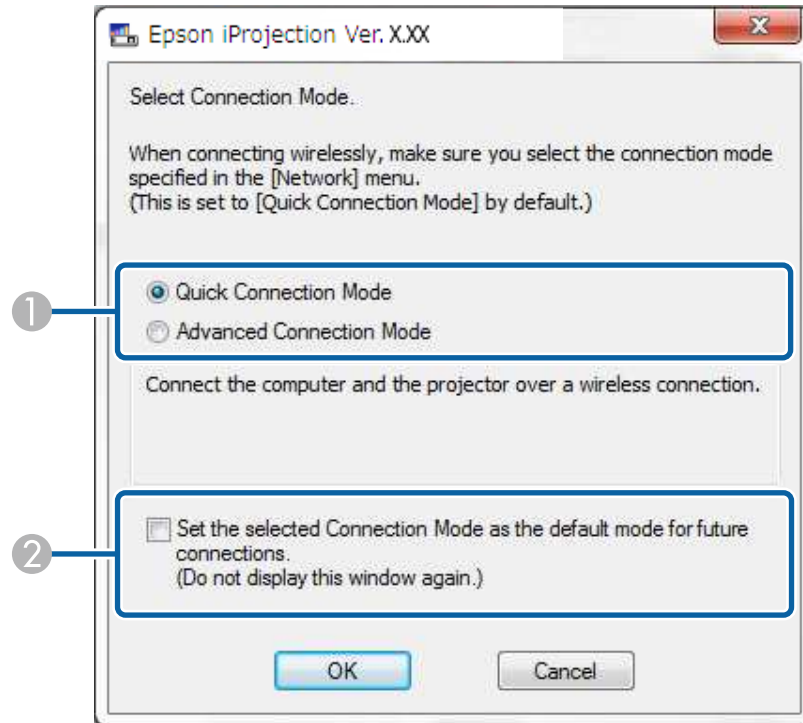 Epson iProjection Ver. X.XX
X
Select Connection Mode.
When connecting wirelessly, make sure you select the connection mode
specified in the [Network] menu.
(This is set to [Quick Connection Mode] by default.)
1
Quick Connection Mode
Advanced Connection Mode
Connect the computer and the projector over a wireless connection.
2
Set the selected Connection Mode as the default mode for future
connections.
(Do not display this window again.)
OK
Cancel